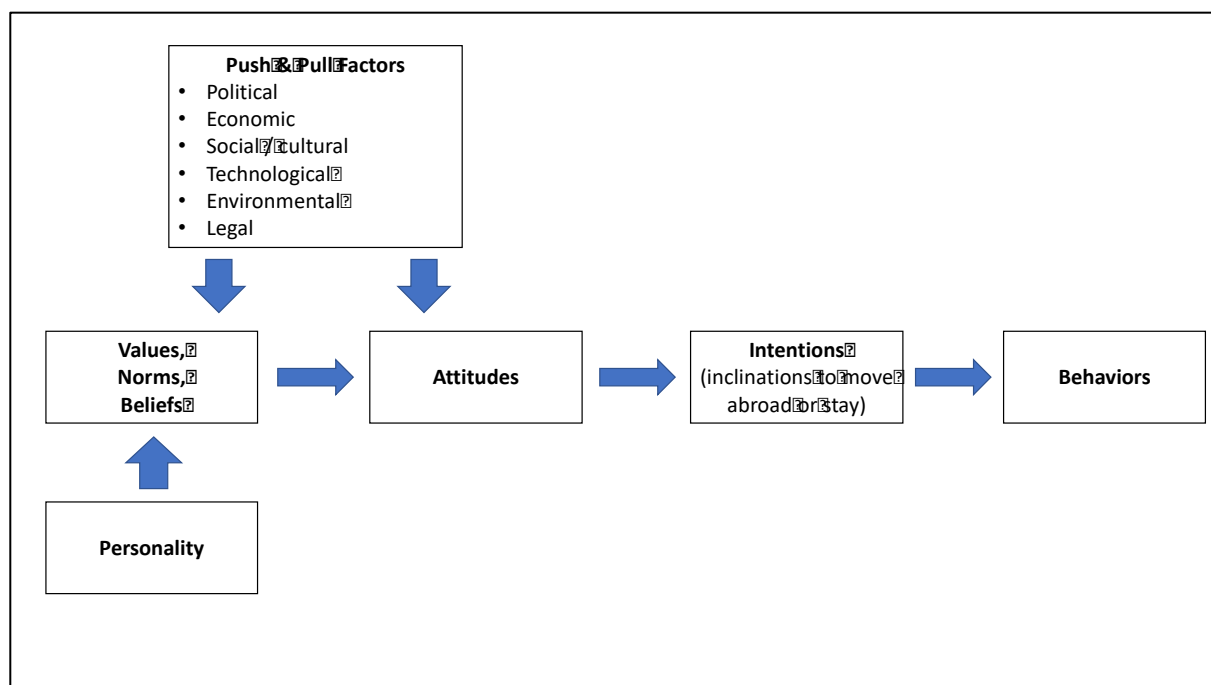 Push & Pull Factors
• Political
• Economic
• Social / cultural
• Technological
• Environmental
• Legal
Values,
Norms,
Beliefs
Attitudes
Intentions
(inclinations to move
abroad or stay)
Behaviors
Personality